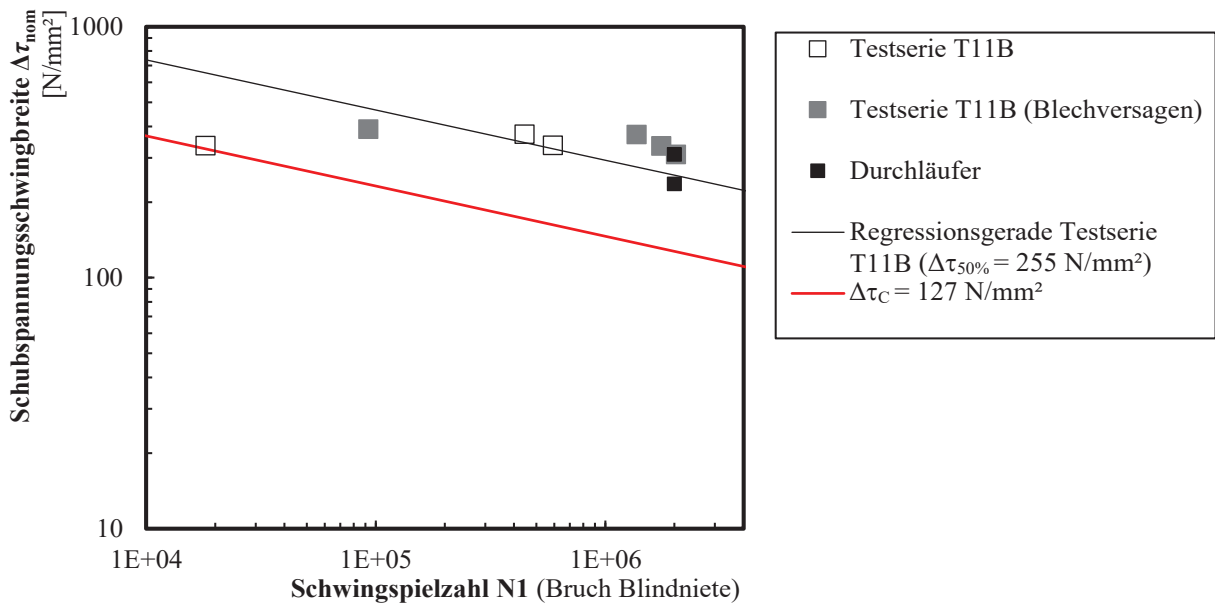 Schubspannungsschwingbreite Δτnom
[N/mm²]
1000
100
10
1E+04
1E+05
1E+06
Schwingspielzahl N1 (Bruch Blindniete)
Testserie T11B
Testserie T11B (Blechversagen)
Durchläufer
Regressionsgerade Testserie
T11B (Δτ50% = 255 N/mm²)
ΔτC = 127 N/mm²